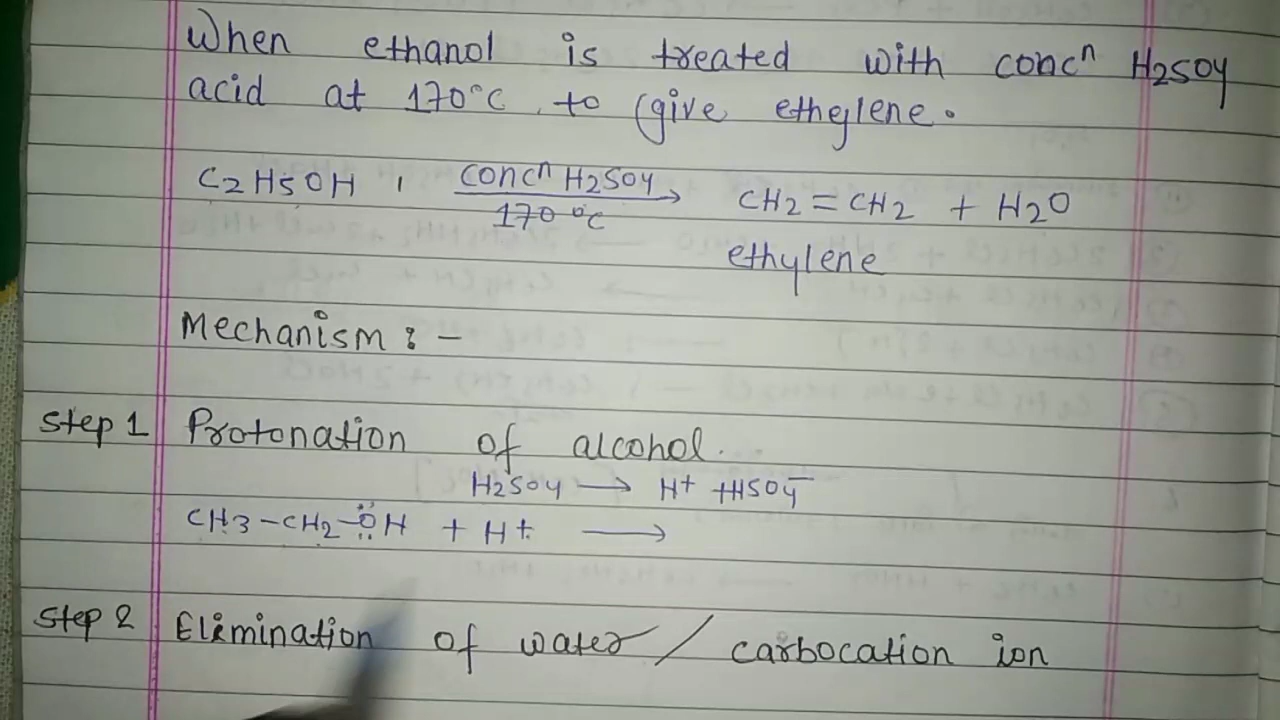 When ethanol is treated with concn H2SO4
acid at 170°C to give ethylene.
C2H5OH , concn H2SO4 → CH2=CH2 + H2O
170 °C
ethylene
Mechanism :-
Step 1 Protonation of alcohol.
H2SO4 → H+ + HSO4-
CH3-CH2-ÖH + H+ →
Step 2 Elimination of water / carbocation ion